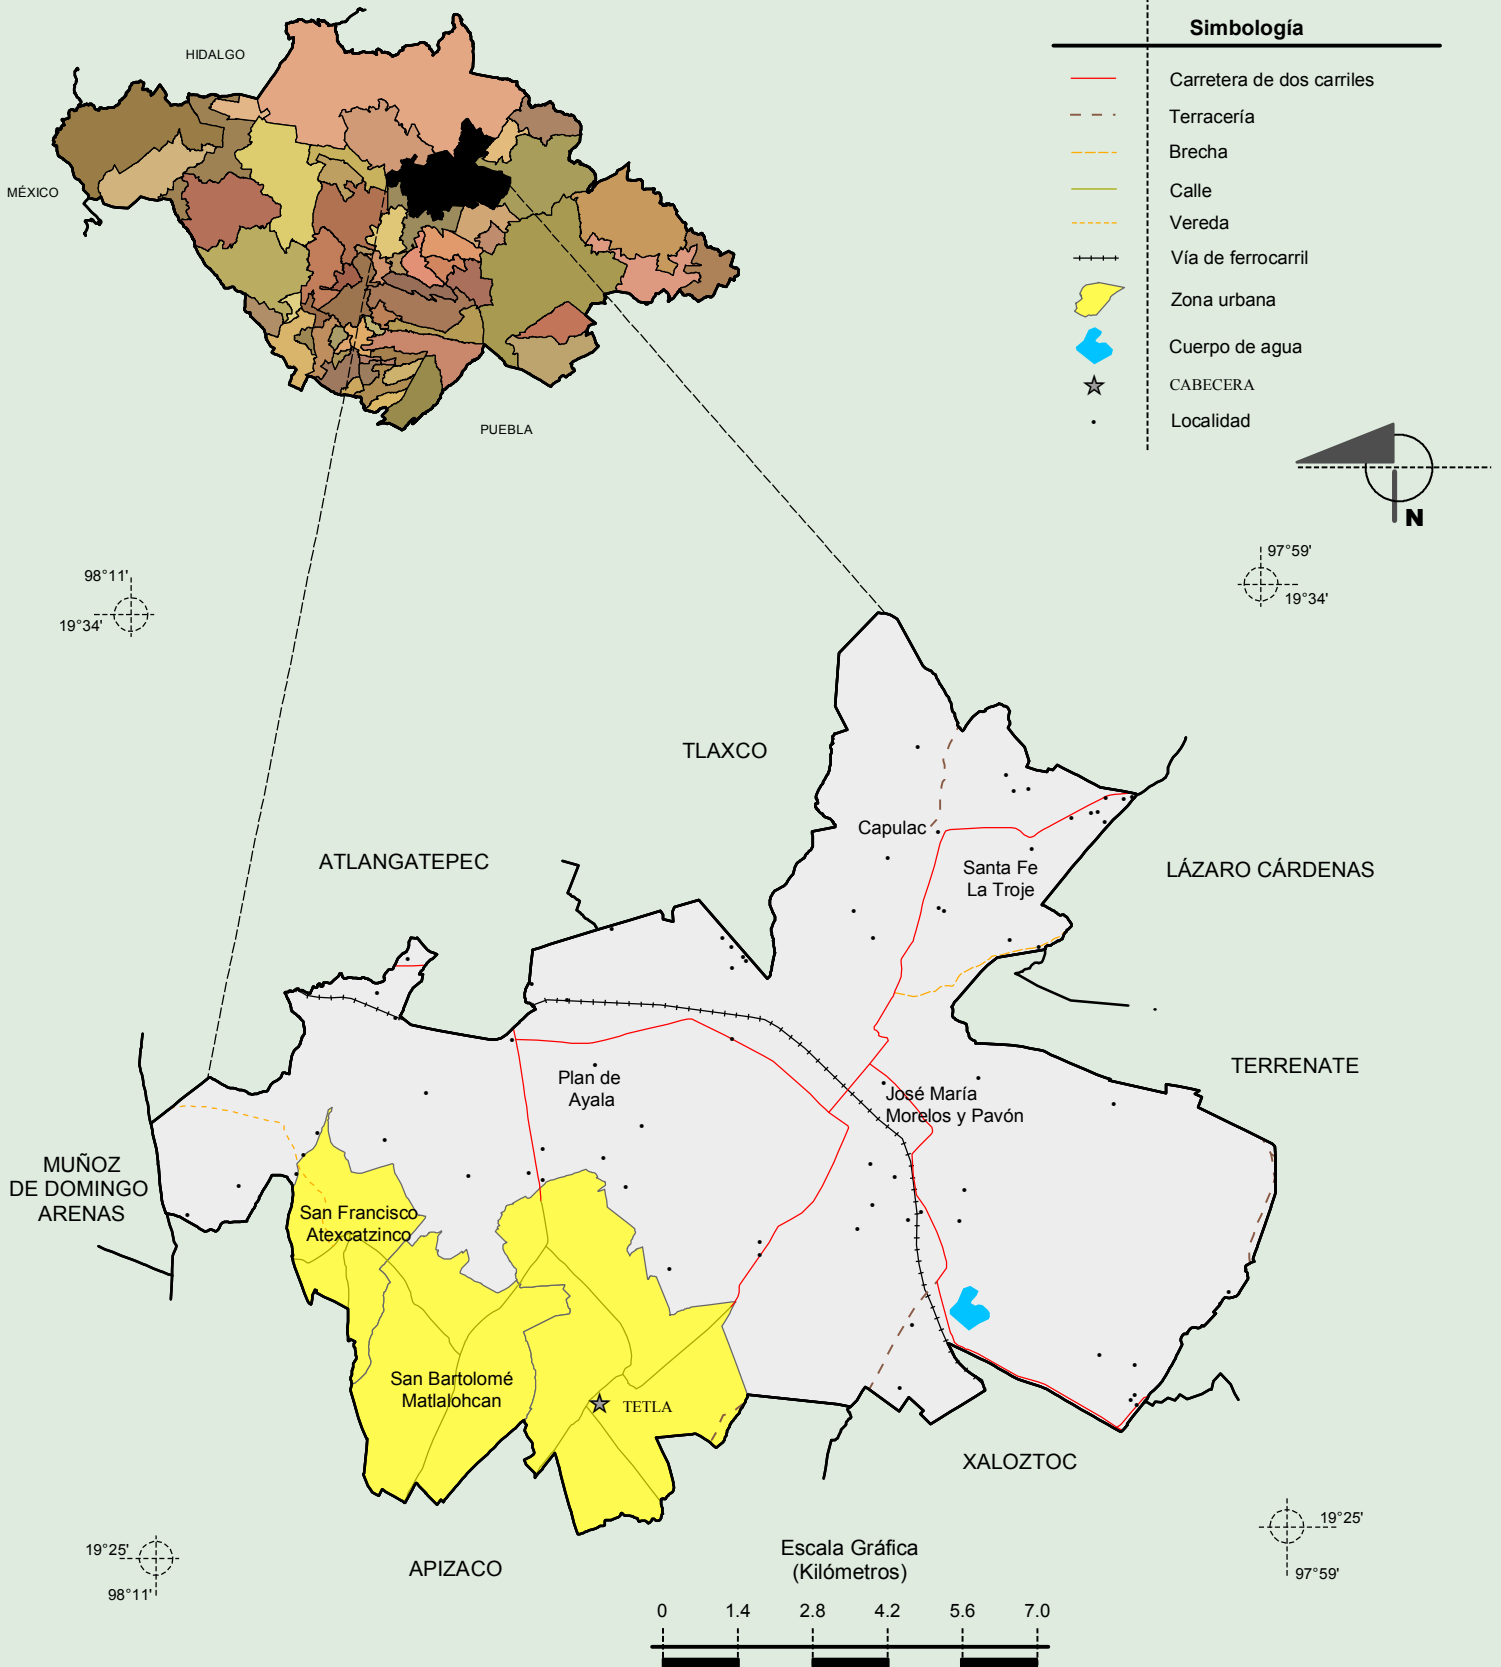 HIDALGO
MÉXICO
PUEBLA
Simbología
Carretera de dos carriles
Terracería
Brecha
Calle
Vereda
Vía de ferrocarril
Zona urbana
Cuerpo de agua
CABECERA
Localidad
N
98°11'
19°34'
97°59'
19°34'
TLAXCO
ATLANGATEPEC
Capulac
Santa Fe
La Troje
LÁZARO CÁRDENAS
TERRENATE
Plan de
Ayala
José María
Morelos y Pavón
MUÑOZ
DE DOMINGO
ARENAS
San Francisco
Atexcatzinco
San Bartolomé
Matlalohcan
TETLA
XALOZTOC
APIZACO
19°25'
98°11'
19°25'
97°59'
Escala Gráfica
(Kilómetros)
0 1.4 2.8 4.2 5.6 7.0